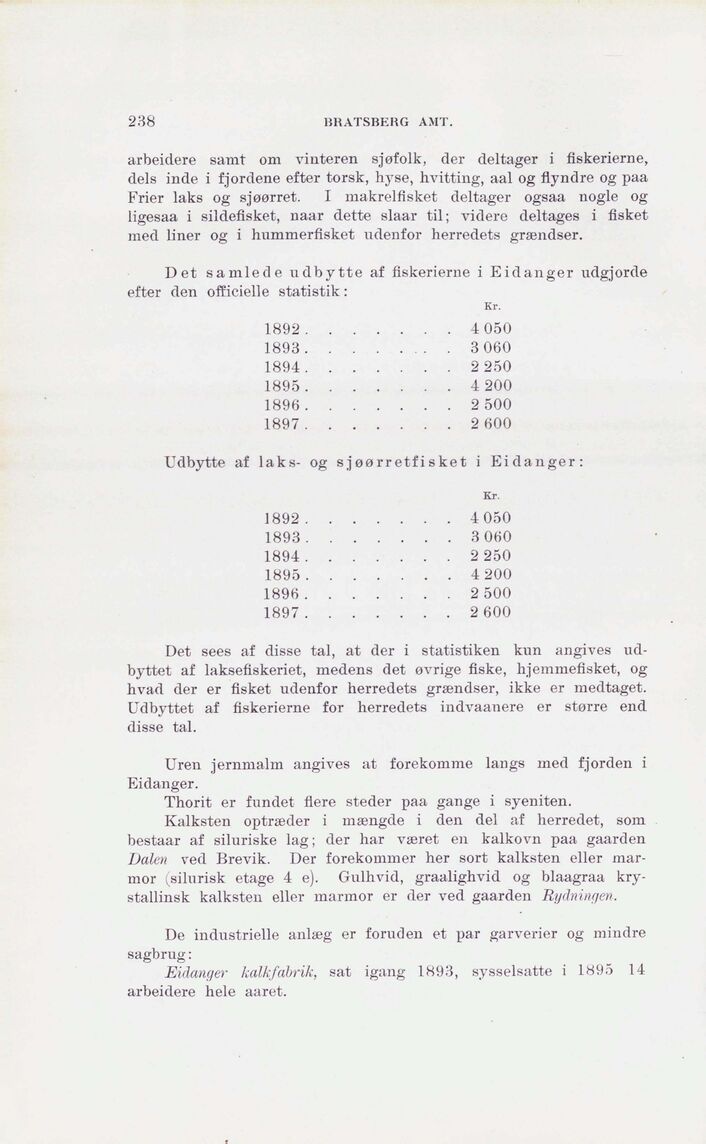 238 BRATSBERG AMT.
arbeidere samt om vinteren sjøfolk, der deltager i fiskerierne,
dels inde i fjordene efter torsk, hyse, hvitting, aal og flyndre og paa
Frier laks og sjøørret. I makrelfisket deltager ogsaa nogle og
ligesaa i sildefisket, naar dette slaar til; videre deltages i fisket
med liner og i hummerfisket udenfor herredets grændser.
Det samlede udbytte af fiskerierne i Eidanger udgjorde
efter den officielle statistik:
Kr.
1892 . . . . . . . 4 050
1893 . . . . . . . 3 060
1894 . . . . . . . 2 250
1895 . . . . . . . 4 200
1896 . . . . . . . 2 500
1897 . . . . . . . 2 600
Udbytte af laks- og sjøørretfisket i Eidanger:
Kr.
1892 . . . . . . . 4 050
1893 . . . . . . . 3 060
1894 . . . . . . . 2 250
1895 . . . . . . . 4 200
1896 . . . . . . . 2 500
1897 . . . . . . . 2 600
Det sees af disse tal, at der i statistiken kun angives ud-
byttet af laksefiskeriet, medens det øvrige fiske, hjemmefisket, og
hvad der er fisket udenfor herredets grændser, ikke er medtaget.
Udbyttet af fiskerierne for herredets indvaanere er større end
disse tal.
Uren jernmalm angives at forekomme langs med fjorden i
Eidanger.
Thorit er fundet flere steder paa gange i syeniten.
Kalksten optræder i mængde i den del af herredet, som
bestaar af siluriske lag; der har været en kalkovn paa gaarden
Dalen ved Brevik. Der forekommer her sort kalksten eller mar-
mor (silurisk etage 4 e). Gulhvid, graalighvid og blaagraa kry-
stallinsk kalksten eller marmor er der ved gaarden Rydningen.
De industrielle anlæg er foruden et par garverier og mindre
sagbrug:
Eidanger kalkfabrik, sat igang 1893, sysselsatte i 1895 14
arbeidere hele aaret.